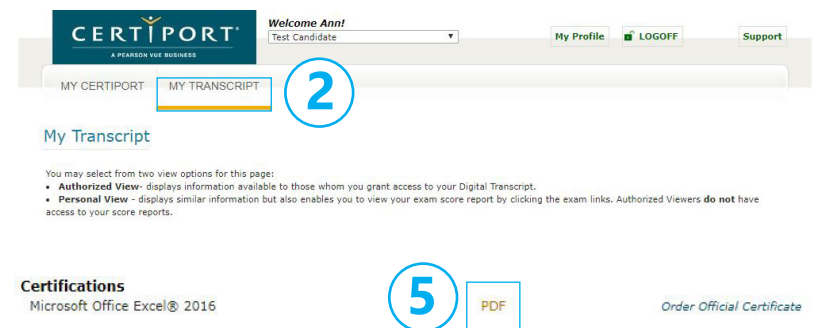 CERTIPORT®
A PEARSON VUE BUSINESS
Welcome Ann!
Test Candidate
My Profile
LOGOFF
Support
MY CERTIPORT
MY TRANSCRIPT
2
My Transcript
You may select from two view options for this page:
• Authorized View- displays information available to those whom you grant access to your Digital Transcript.
• Personal View - displays similar information but also enables you to view your exam score report by clicking the exam links. Authorized Viewers do not have
access to your score reports.
Certifications
Microsoft Office Excel® 2016
5
PDF
Order Official Certificate